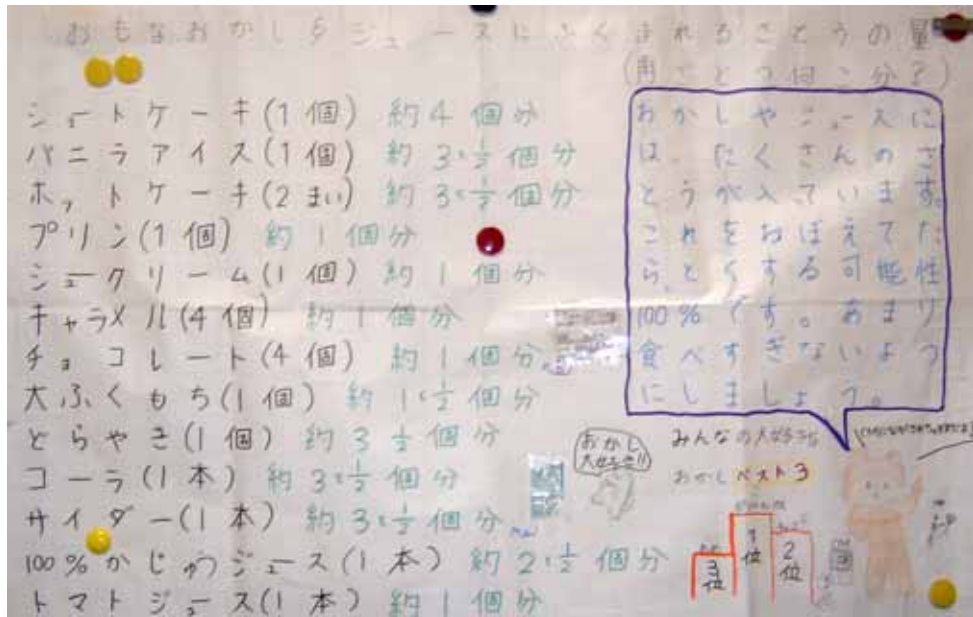 おもなおかし&ジュースにふくまれるさとうの量
(角ざとう何こ分?)
ショートケーキ(1個) 約4個分
バニラアイス(1個) 約3と1/2個分
ホットケーキ(2まい) 約3と1/2個分
プリン(1個) 約1個分
シュークリーム(1個) 約1個分
キャラメル(4個) 約1個分
チョコレート(4個) 約1個分
大ふくもち(1個) 約1と1/2個分
どらやき(1個) 約3 1/2個分
コーラ(1本) 約3と1/2個分
サイダー(1本) 約3と1/2個分
100%かじゅうジュース(1本) 約2と1/2個分
トマトジュース(1本) 約1個分
おかしやジュースに
は、たくさんのさ
とうが入っています。
これをおぼえてた
ら、とくする可能性
100%です。あまり
食べすぎないよう
にしましょう。
おかし
大好き!!
みんなの大好きな
おかしベスト3
1位
2位
3位